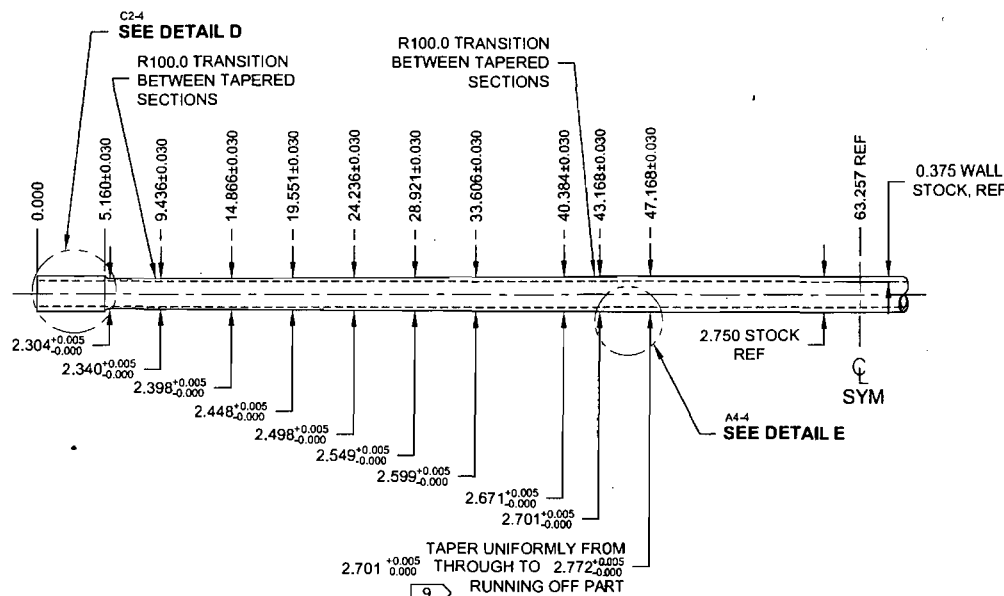 C2-4
SEE DETAIL D
R100.0 TRANSITION
BETWEEN TAPERED
SECTIONS
R100.0 TRANSITION
BETWEEN TAPERED
SECTIONS
0.000
5.160±0.030
9.436±0.030
14.866±0.030
19.551±0.030
24.236±0.030
28.921±0.030
33.606±0.030
40.384±0.030
43.168±0.030
47.168±0.030
63.257 REF
0.375 WALL
STOCK, REF
2.304 +0.005 -0.000
2.340 +0.005 -0.000
2.398 +0.005 -0.000
2.448 +0.005 -0.000
2.498 +0.005 -0.000
2.549 +0.005 -0.000
2.599 +0.005 -0.000
2.671 +0.005 -0.000
2.701 +0.005 -0.000
2.750 STOCK
REF
℄
SYM
A4-4
SEE DETAIL E
TAPER UNIFORMLY FROM
2.701 +0.005 0.000 THROUGH TO 2.772 +0.005 -0.000
9 RUNNING OFF PART